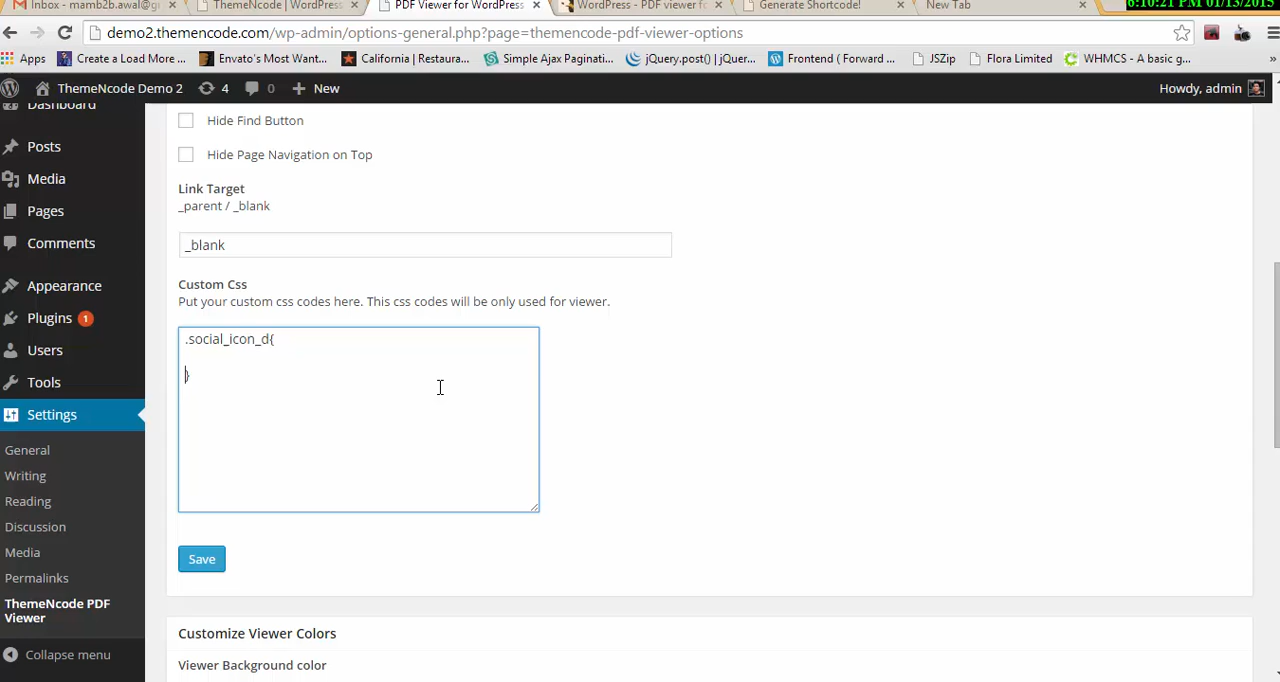 6:10:21 PM 01/13/2015
Inbox - mamb2b.awal@g
ThemeNcode | WordPress
PDF Viewer for WordPress
WordPress - PDF viewer f
Generate Shortcode!
New Tab
demo2.themencode.com/wp-admin/options-general.php?page=themencode-pdf-viewer-options
Apps
Create a Load More ...
Envato's Most Want...
California | Restaura...
Simple Ajax Paginati...
jQuery.post() | jQuer...
Frontend ( Forward ...
JSZip
Flora Limited
WHMCS - A basic g...
»
ThemeNcode Demo 2
4
0
New
Howdy, admin
Dashboard
Posts
Media
Pages
Comments
Appearance
Plugins 1
Users
Tools
Settings
General
Writing
Reading
Discussion
Media
Permalinks
ThemeNcode PDF
Viewer
Collapse menu
Hide Find Button
Hide Page Navigation on Top
Link Target
_parent / _blank
_blank
Custom Css
Put your custom css codes here. This css codes will be only used for viewer.
.social_icon_d{
}
Save
Customize Viewer Colors
Viewer Background color